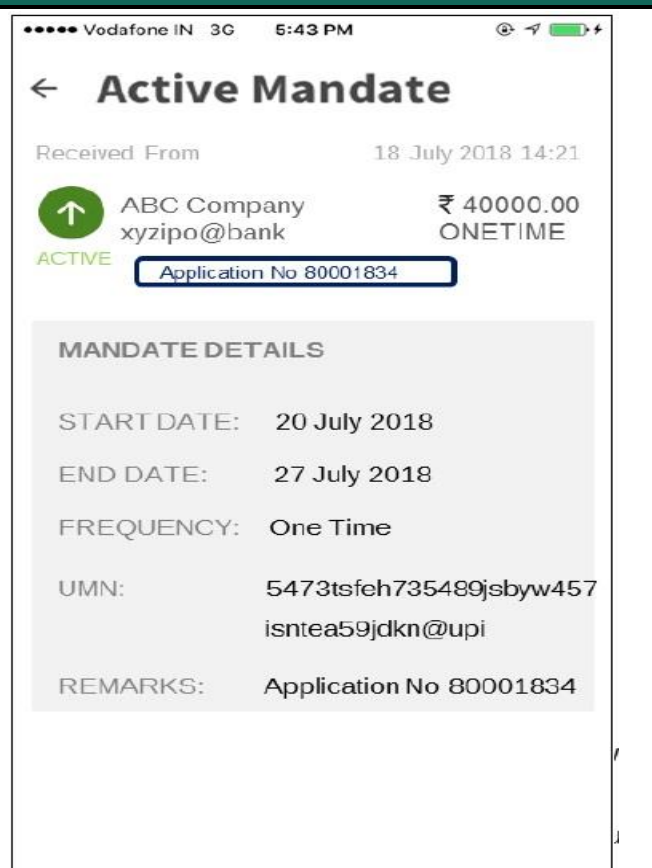 Vodafone IN 3G 5:43 PM
← Active Mandate
Received From 18 July 2018 14:21
ABC Company ₹ 40000.00
xyzipo@bank ONETIME
ACTIVE
Application No 80001834
MANDATE DETAILS
START DATE: 20 July 2018
END DATE: 27 July 2018
FREQUENCY: One Time
UMN: 5473tsfeh735489jsbyw457
isntea59jdkn@upi
REMARKS: Application No 80001834